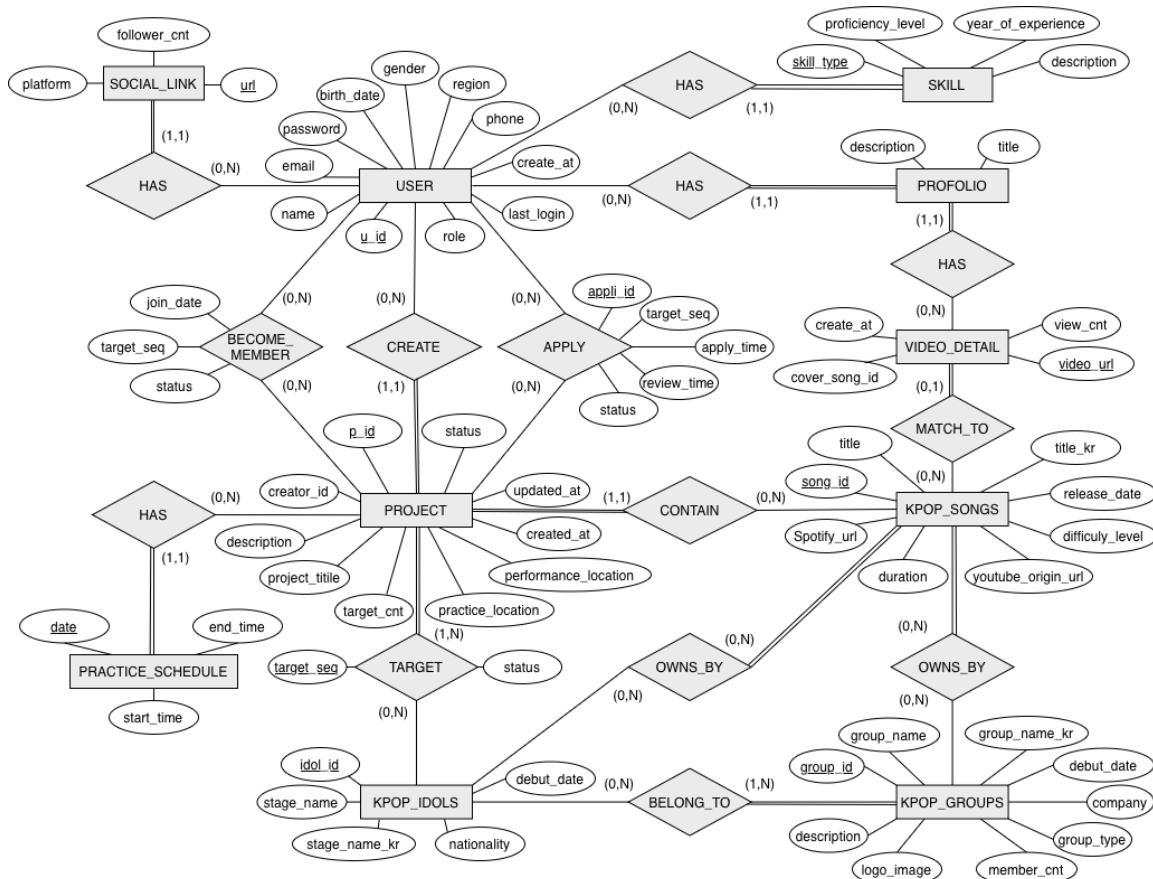 follower_cnt
platform
SOCIAL_LINK
url
(1,1)
HAS
(0,N)
gender
birth_date
region
password
phone
email
create_at
USER
name
last_login
u_id
role
HAS
(0,N)
(1,1)
proficiency_level
year_of_experience
skill_type
description
SKILL
HAS
(0,N)
(1,1)
description
title
PROFOLIO
(1,1)
HAS
(0,N)
create_at
view_cnt
VIDEO_DETAIL
cover_song_id
video_url
(0,1)
MATCH_TO
(0,N)
join_date
(0,N)
target_seq
BECOME_
MEMBER
status
(0,N)
(0,N)
CREATE
(1,1)
(0,N)
appli_id
target_seq
APPLY
apply_time
review_time
(0,N)
status
p_id
status
creator_id
updated_at
PROJECT
description
created_at
project_titile
performance_location
target_cnt
practice_location
HAS
(0,N)
(1,1)
date
end_time
PRACTICE_SCHEDULE
start_time
(1,1)
CONTAIN
(0,N)
title
title_kr
song_id
release_date
KPOP_SONGS
Spotify_url
difficuly_level
duration
youtube_origin_url
(1,N)
target_seq
TARGET
status
(0,N)
(0,N)
OWNS_BY
(0,N)
(0,N)
OWNS_BY
(0,N)
idol_id
debut_date
stage_name
KPOP_IDOLS
stage_name_kr
nationality
(0,N)
BELONG_TO
(1,N)
group_name
group_name_kr
group_id
debut_date
KPOP_GROUPS
company
description
group_type
logo_image
member_cnt